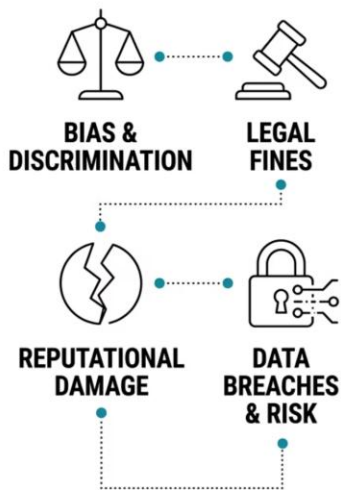 BIAS &
DISCRIMINATION
LEGAL
FINES
REPUTATIONAL
DAMAGE
DATA
BREACHES
& RISK